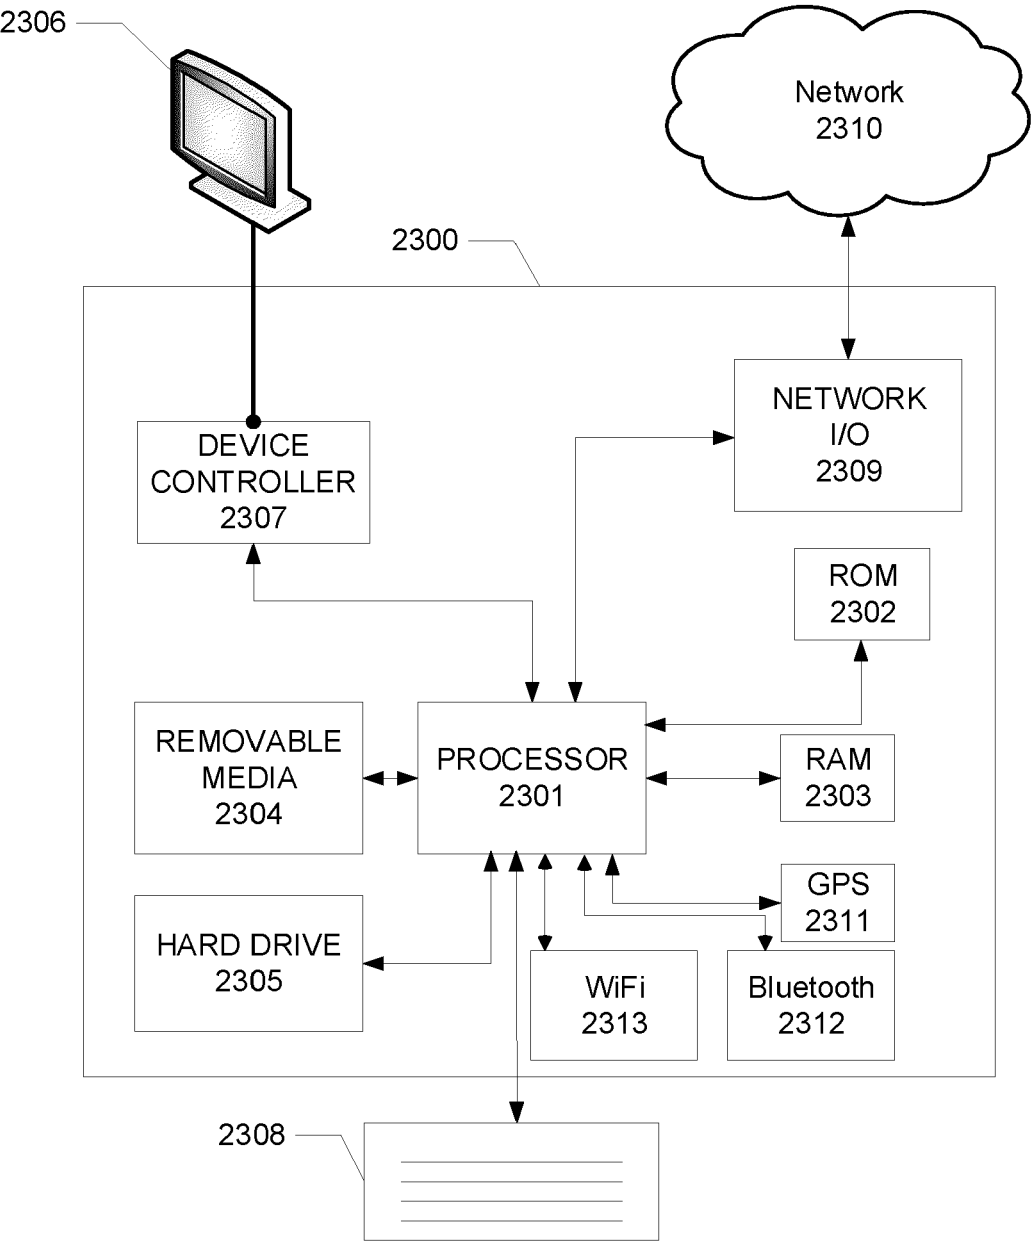 2306
Network
2310
2300
NETWORK
I/O
2309
DEVICE
CONTROLLER
2307
ROM
2302
REMOVABLE
MEDIA
2304
PROCESSOR
2301
RAM
2303
GPS
2311
HARD DRIVE
2305
WiFi
2313
Bluetooth
2312
2308